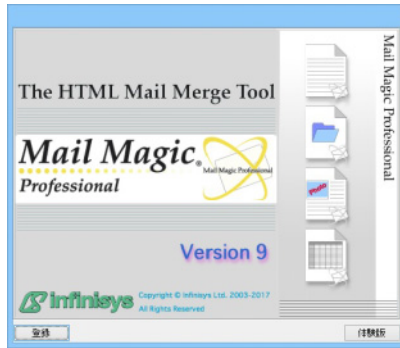 The HTML Mail Merge Tool
Mail Magic®
Professional
Mail Magic Professional
Version 9
infinisys
Copyright © Infinisys Ltd. 2003-2017
All Rights Reserved
Mail Magic Professional
Photo
登録
体験版